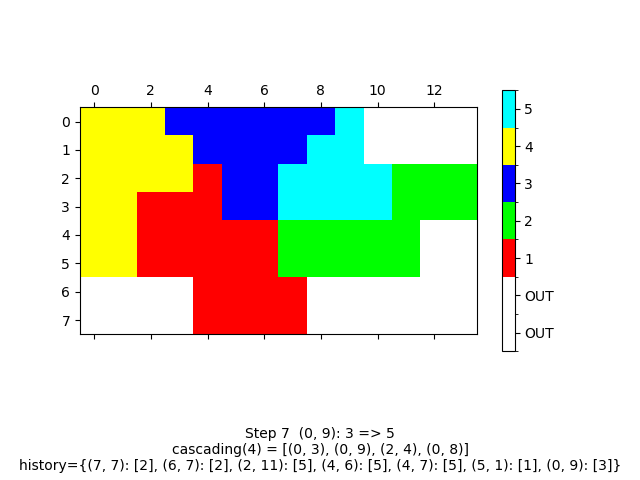 0 2 4 6 8 10 12
0
1
2
3
4
5
6
7
5
4
3
2
1
OUT
OUT
Step 7  (0, 9): 3 => 5
cascading(4) = [(0, 3), (0, 9), (2, 4), (0, 8)]
history={(7, 7): [2], (6, 7): [2], (2, 11): [5], (4, 6): [5], (4, 7): [5], (5, 1): [1], (0, 9): [3]}